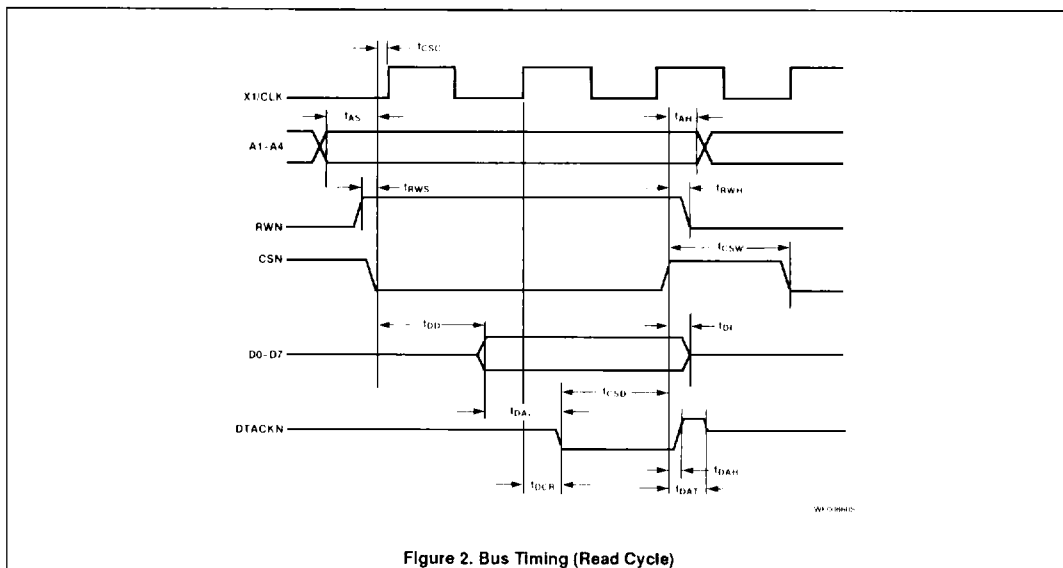 tCSC
X1/CLK
tAS
tAH
A1-A4
tRWS
tRWH
RWN
tCSW
CSN
tDD
tDF
D0-D7
tCSD
tDA
DTACKN
tDAH
tDCR
tDAT
Figure 2. Bus Timing (Read Cycle)